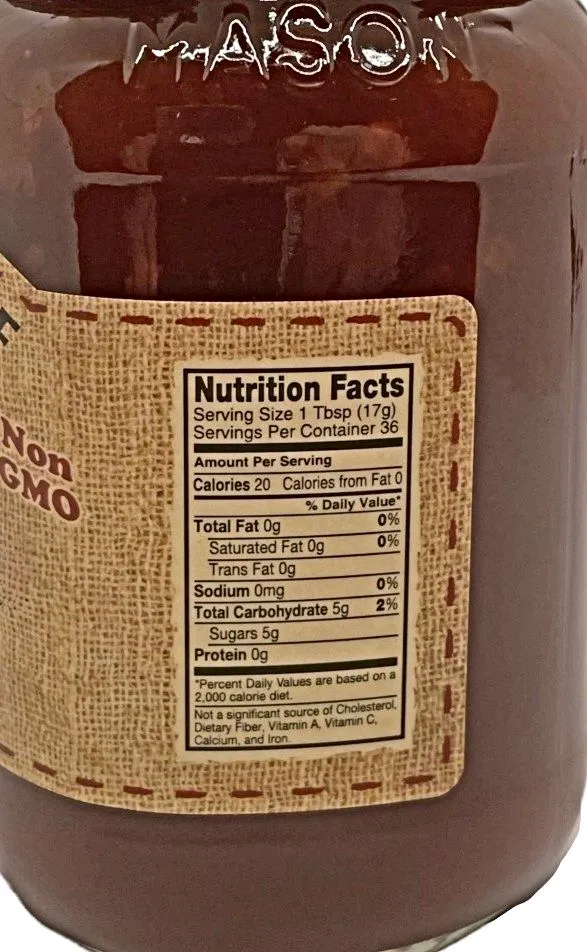 MASON
Non
GMO
Nutrition Facts
Serving Size 1 Tbsp (17g)
Servings Per Container 36
Amount Per Serving
Calories 20 Calories from Fat 0
% Daily Value*
Total Fat 0g 0%
Saturated Fat 0g 0%
Trans Fat 0g
Sodium 0mg 0%
Total Carbohydrate 5g 2%
Sugars 5g
Protein 0g
*Percent Daily Values are based on a
2,000 calorie diet.
Not a significant source of Cholesterol,
Dietary Fiber, Vitamin A, Vitamin C,
Calcium, and Iron.